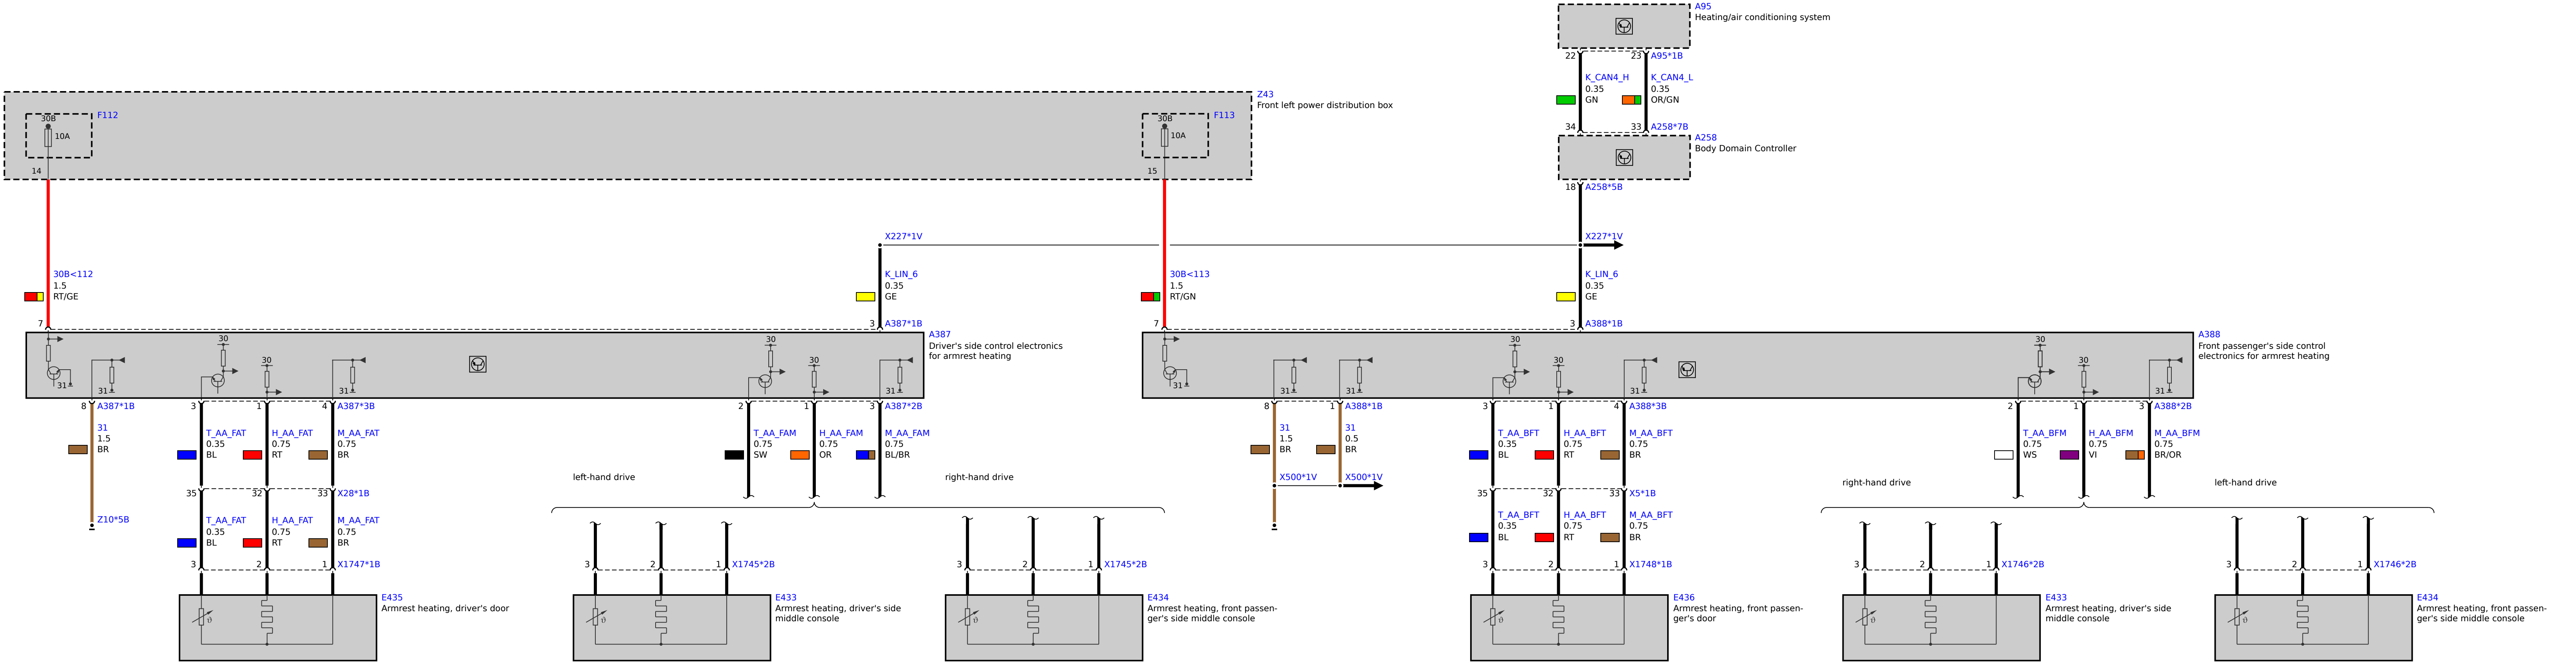 A95
Heating/air conditioning system
22
23
A95*1B
K_CAN4_H
0.35
GN
K_CAN4_L
0.35
OR/GN
34
33
A258*7B
A258
Body Domain Controller
18
A258*5B
Z43
Front left power distribution box
F112
30B
10A
14
F113
30B
10A
15
X227*1V
X227*1V
30B<112
1.5
RT/GE
K_LIN_6
0.35
GE
30B<113
1.5
RT/GN
K_LIN_6
0.35
GE
7
3
A387*1B
7
3
A388*1B
A387
Driver's side control electronics
for armrest heating
A388
Front passenger's side control
electronics for armrest heating
31
31
30
30
31
30
30
31
31
31
31
30
30
31
30
30
31
8
A387*1B
3
1
4
A387*3B
2
1
3
A387*2B
8
1
A388*1B
3
1
4
A388*3B
2
1
3
A388*2B
31
1.5
BR
T_AA_FAT
0.35
BL
H_AA_FAT
0.75
RT
M_AA_FAT
0.75
BR
T_AA_FAM
0.75
SW
H_AA_FAM
0.75
OR
M_AA_FAM
0.75
BL/BR
31
1.5
BR
31
0.5
BR
T_AA_BFT
0.35
BL
H_AA_BFT
0.75
RT
M_AA_BFT
0.75
BR
T_AA_BFM
0.75
WS
H_AA_BFM
0.75
VI
M_AA_BFM
0.75
BR/OR
left-hand drive
right-hand drive
X500*1V
X500*1V
right-hand drive
left-hand drive
35
32
33
X28*1B
35
32
33
X5*1B
Z10*5B
T_AA_FAT
0.35
BL
H_AA_FAT
0.75
RT
M_AA_FAT
0.75
BR
T_AA_BFT
0.35
BL
H_AA_BFT
0.75
RT
M_AA_BFT
0.75
BR
3
2
1
X1747*1B
3
2
1
X1745*2B
3
2
1
X1745*2B
3
2
1
X1748*1B
3
2
1
X1746*2B
3
2
1
X1746*2B
ϑ
E435
Armrest heating, driver's door
ϑ
E433
Armrest heating, driver's side
middle console
ϑ
E434
Armrest heating, front passen-
ger's side middle console
ϑ
E436
Armrest heating, front passen-
ger's door
ϑ
E433
Armrest heating, driver's side
middle console
ϑ
E434
Armrest heating, front passen-
ger's side middle console